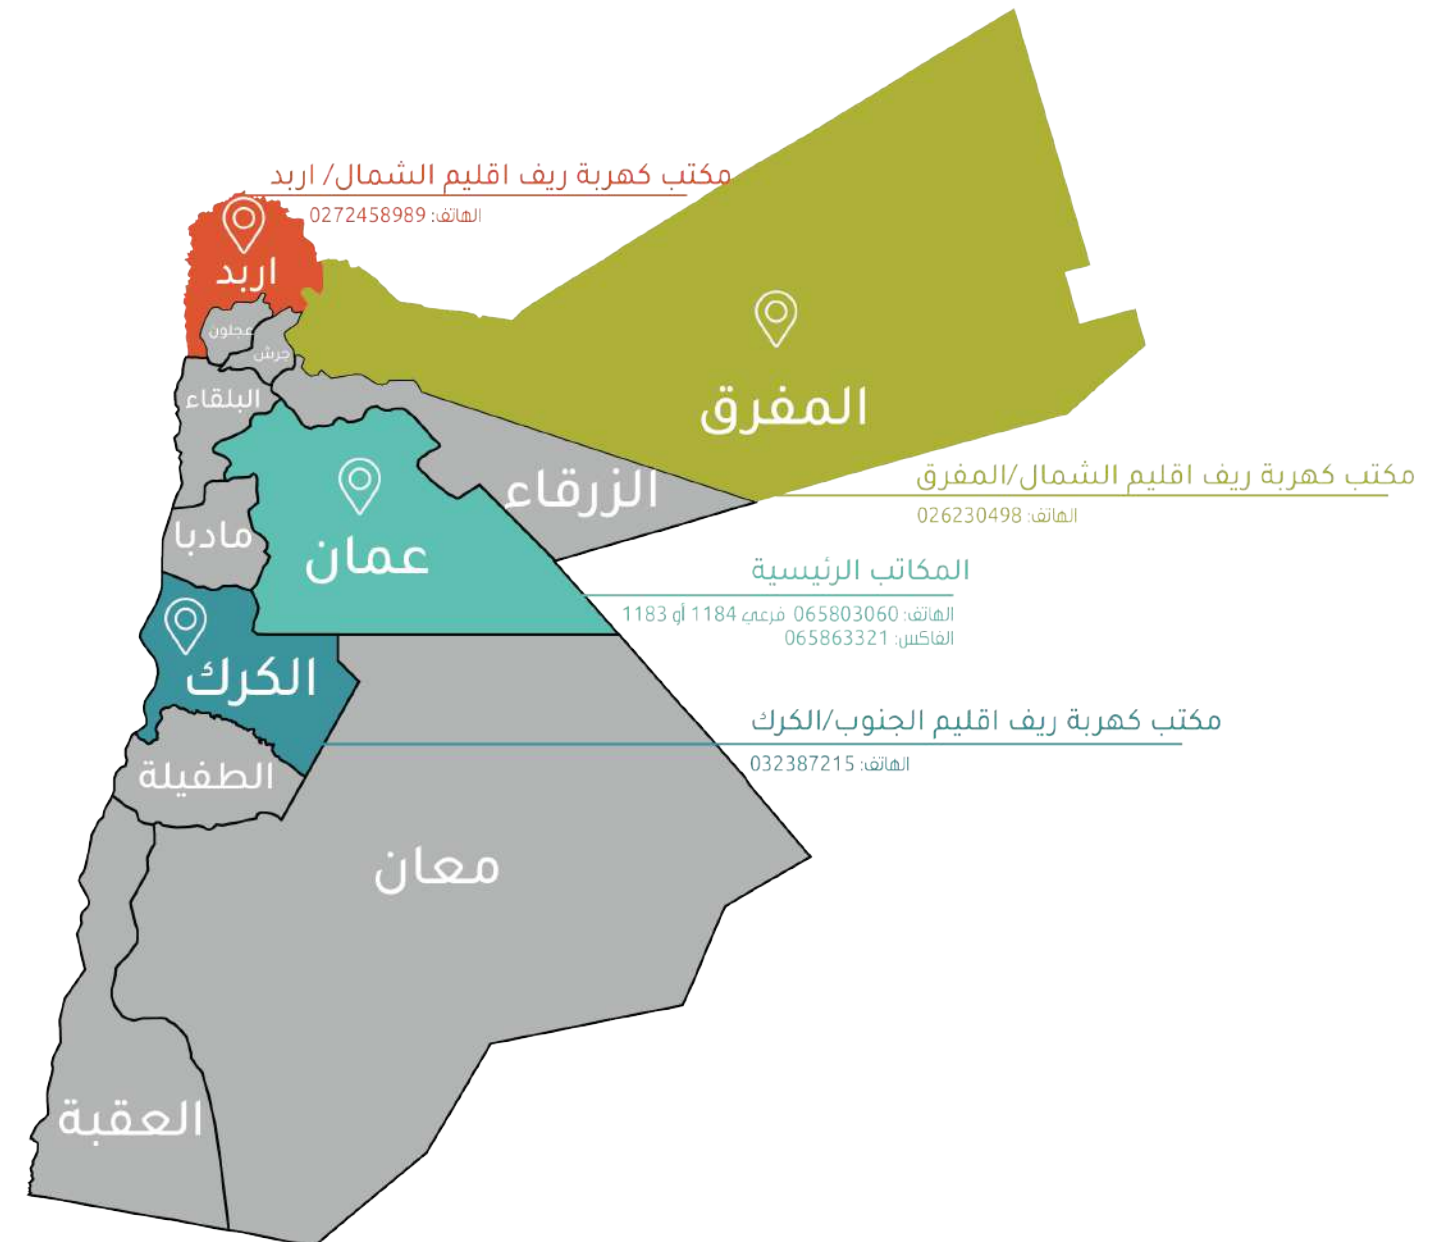 مكتب كهربة ريف اقليم الشمال/ اربد
الهاتف: 0272458989
اربد
عجلون
جرش
البلقاء
المفرق
الزرقاء
مكتب كهربة ريف اقليم الشمال/المفرق
الهاتف: 026230498
مادبا
عمان
المكاتب الرئيسية
الهاتف: 065803060 فرعي 1184 أو 1183
الفاكس: 065863321
الكرك
مكتب كهربة ريف اقليم الجنوب/الكرك
الهاتف: 032387215
الطفيلة
معان
العقبة